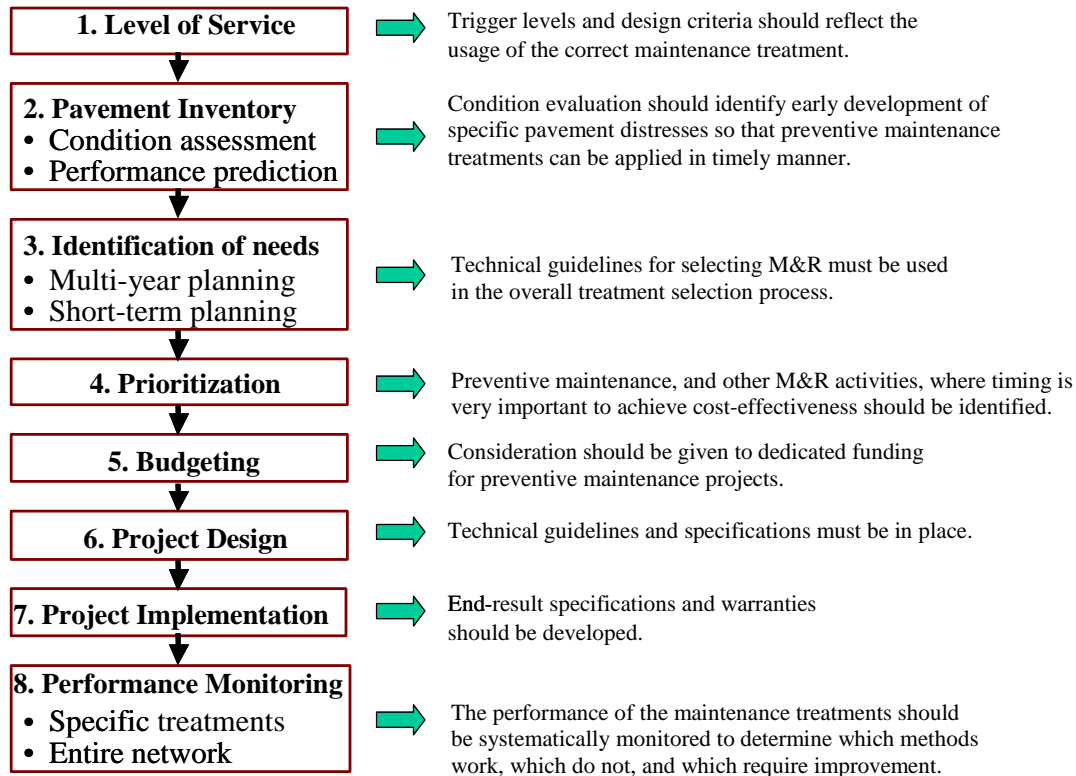 1. Level of Service
Trigger levels and design criteria should reflect the
usage of the correct maintenance treatment.
2. Pavement Inventory
• Condition assessment
• Performance prediction
Condition evaluation should identify early development of
specific pavement distresses so that preventive maintenance
treatments can be applied in timely manner.
3. Identification of needs
• Multi-year planning
• Short-term planning
Technical guidelines for selecting M&R must be used
in the overall treatment selection process.
4. Prioritization
Preventive maintenance, and other M&R activities, where timing is
very important to achieve cost-effectiveness should be identified.
5. Budgeting
Consideration should be given to dedicated funding
for preventive maintenance projects.
6. Project Design
Technical guidelines and specifications must be in place.
7. Project Implementation
End-result specifications and warranties
should be developed.
8. Performance Monitoring
• Specific treatments
• Entire network
The performance of the maintenance treatments should
be systematically monitored to determine which methods
work, which do not, and which require improvement.